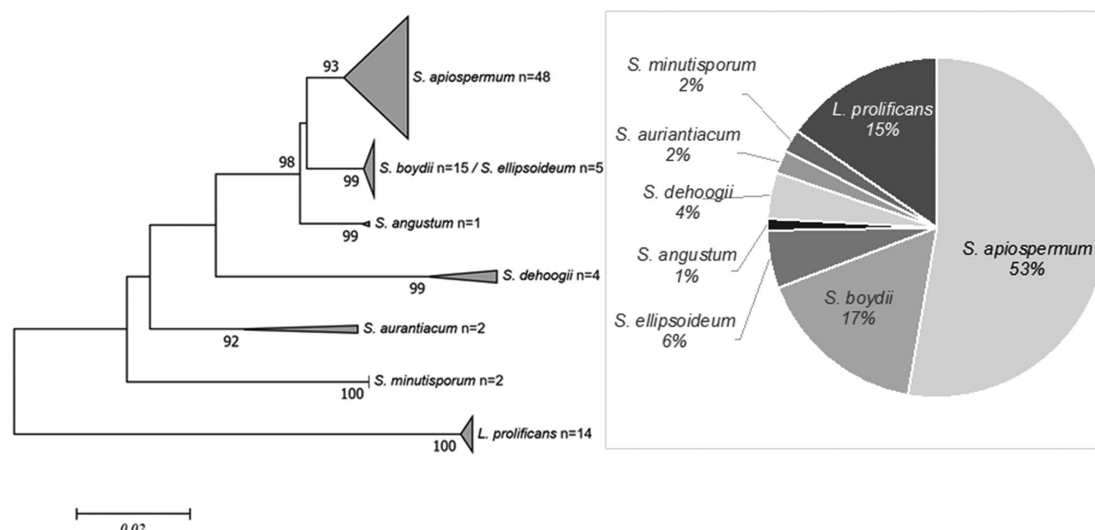 93
S. apiospermum n=48
98
99
S. boydii n=15 / S. ellipsoideum n=5
99
S. angustum n=1
99
S. dehoogii n=4
92
S. aurantiacum n=2
100
S. minutisporum n=2
100
L. prolificans n=14
0.02
S. minutisporum
2%
S. auriantiacum
2%
S. dehoogii
4%
S. angustum
1%
S. ellipsoideum
6%
L. prolificans
15%
S. apiospermum
53%
S. boydii
17%